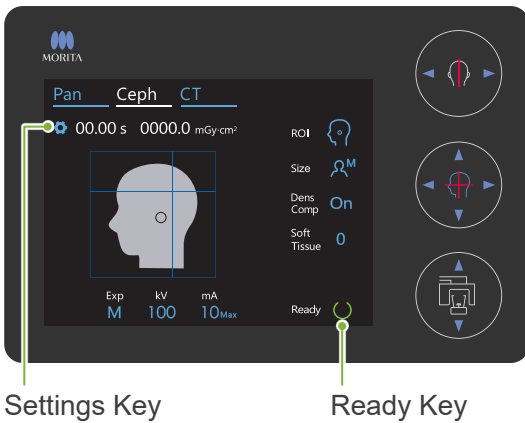 MORITA
Pan Ceph CT
00.00 s 0000.0 mGy·cm²
ROI
Size M
Dens
Comp On
Soft
Tissue 0
Exp kV mA
M 100 10Max
Ready
Settings Key Ready Key